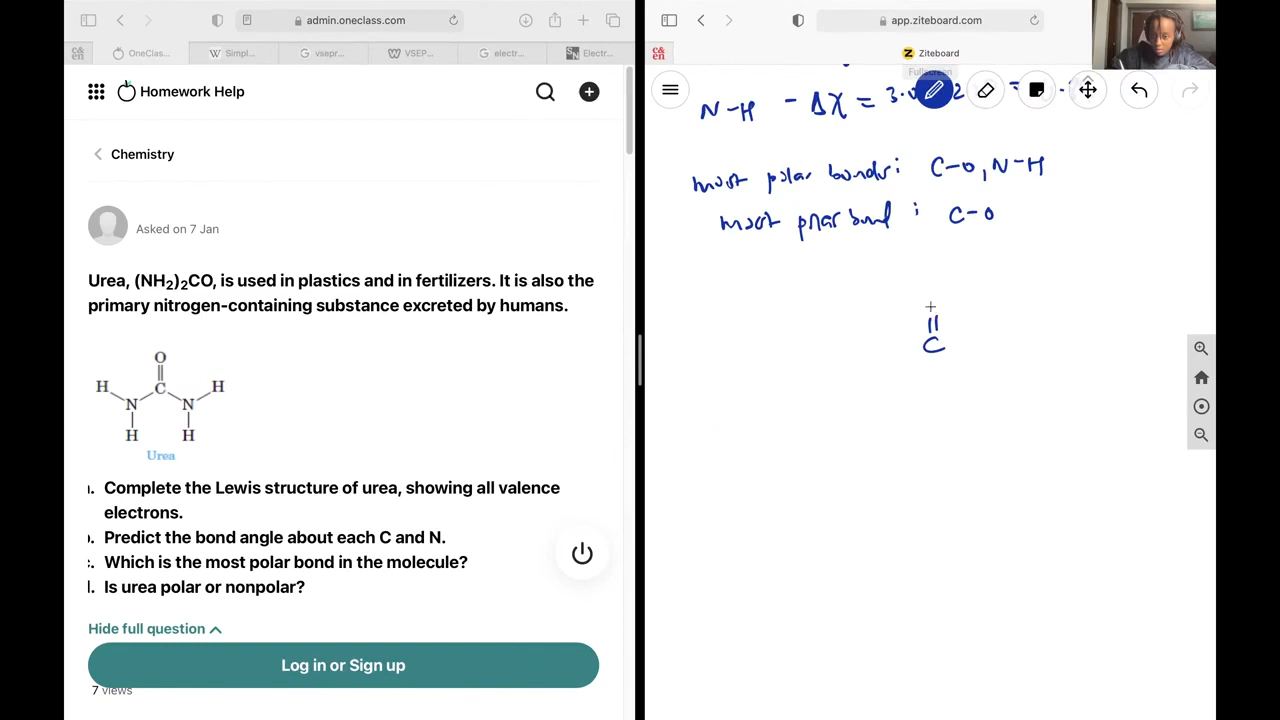 admin.oneclass.com
OneClas...
Simpl...
vsepr...
VSEP...
electr...
Electr...
Homework Help
Chemistry
Asked on 7 Jan
Urea, (NH2)2CO, is used in plastics and in fertilizers. It is also the
primary nitrogen-containing substance excreted by humans.
O
H C H
N N
H H
Urea
. Complete the Lewis structure of urea, showing all valence
electrons.
. Predict the bond angle about each C and N.
. Which is the most polar bond in the molecule?
. Is urea polar or nonpolar?
Hide full question
Log in or Sign up
7 views
app.ziteboard.com
c&en
Ziteboard
Fullscreen
N-H - Δχ = 3.
most polar bonds: C-O, N-H
most polar bond : C-O
C